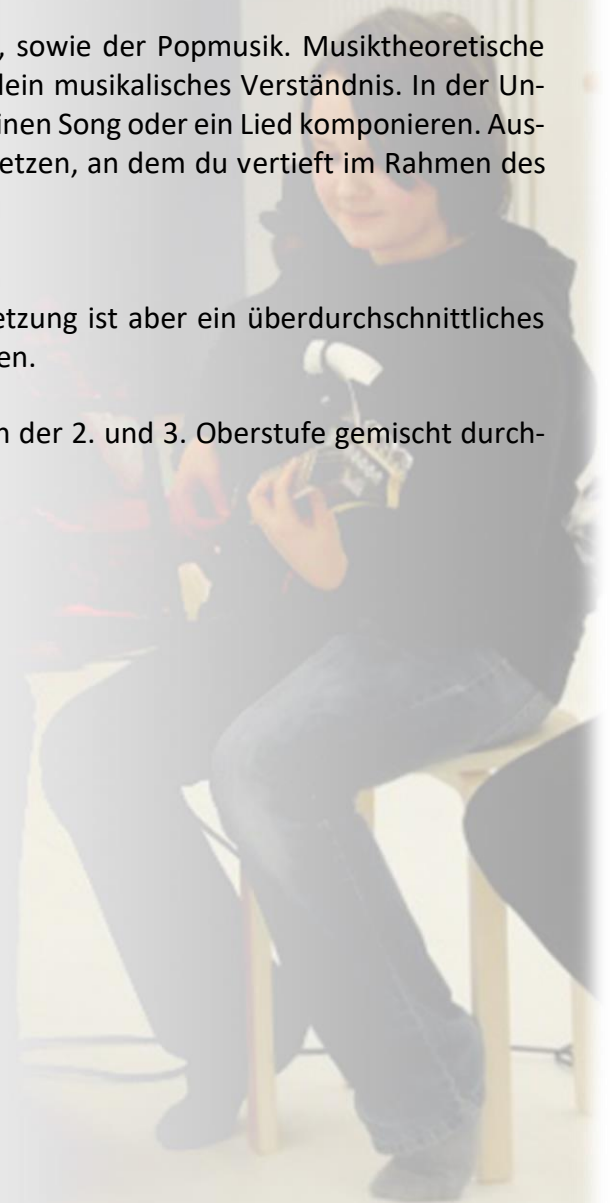 , sowie der Popmusik. Musiktheoretische
dein musikalisches Verständnis. In der Un-
inen Song oder ein Lied komponieren. Aus-
etzen, an dem du vertieft im Rahmen des
etzung ist aber ein überdurchschnittliches
en.
n der 2. und 3. Oberstufe gemischt durch-